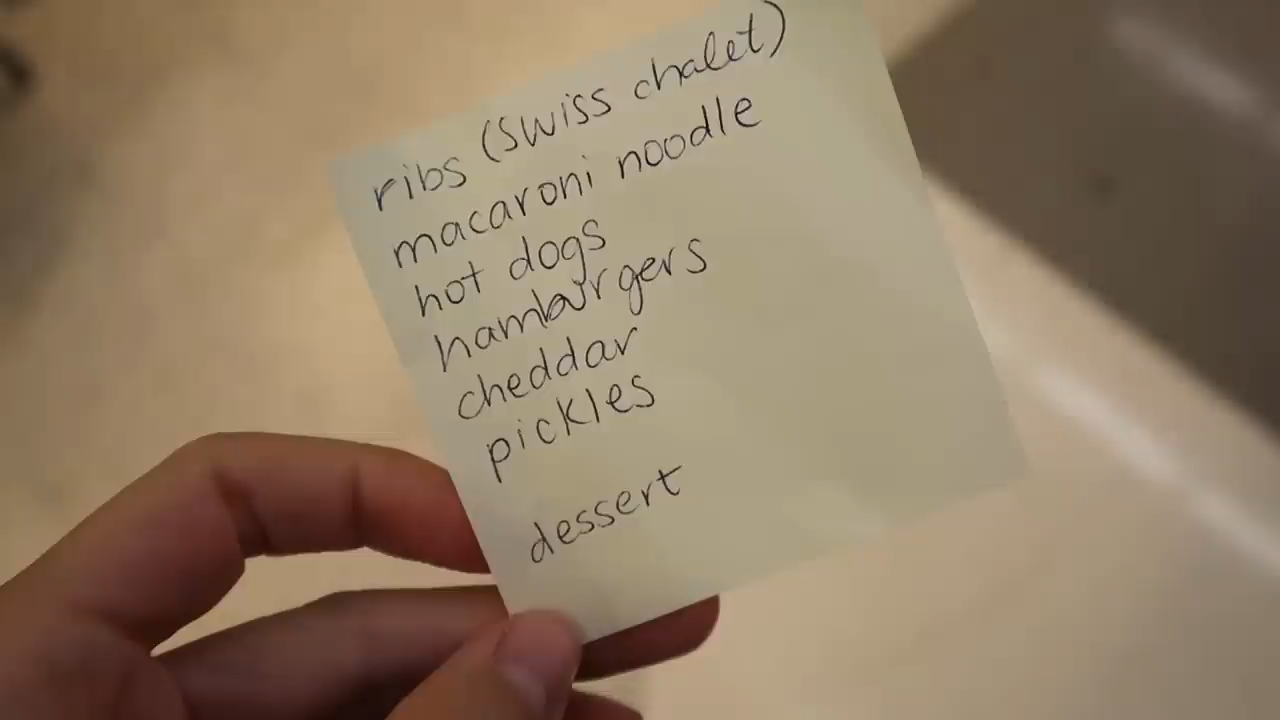 ribs (swiss chalet)
macaroni noodle
hot dogs
hamburgers
cheddar
pickles
dessert